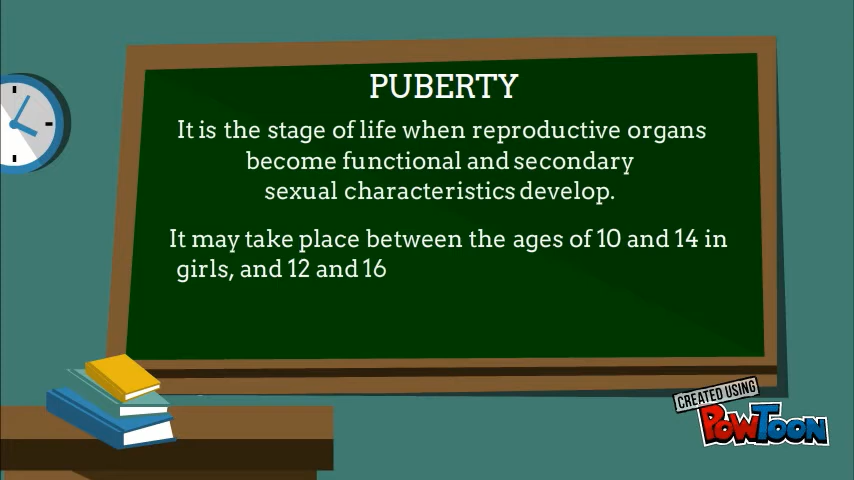 PUBERTY
It is the stage of life when reproductive organs
become functional and secondary
sexual characteristics develop.
It may take place between the ages of 10 and 14 in
girls, and 12 and 16
CREATED USING
POWTOON